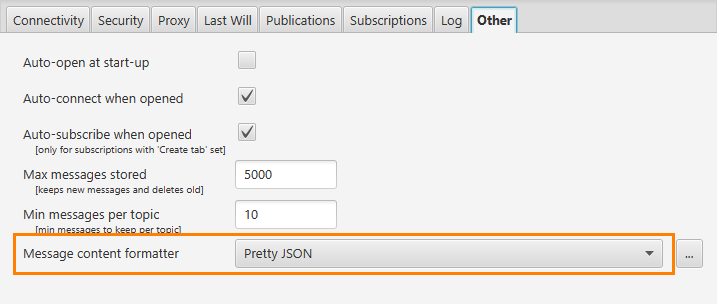 Connectivity Security Proxy Last Will Publications Subscriptions Log Other
Auto-open at start-up
Auto-connect when opened
Auto-subscribe when opened
[only for subscriptions with 'Create tab' set]
Max messages stored 5000
[keeps new messages and deletes old]
Min messages per topic 10
[min messages to keep per topic]
Message content formatter Pretty JSON ...